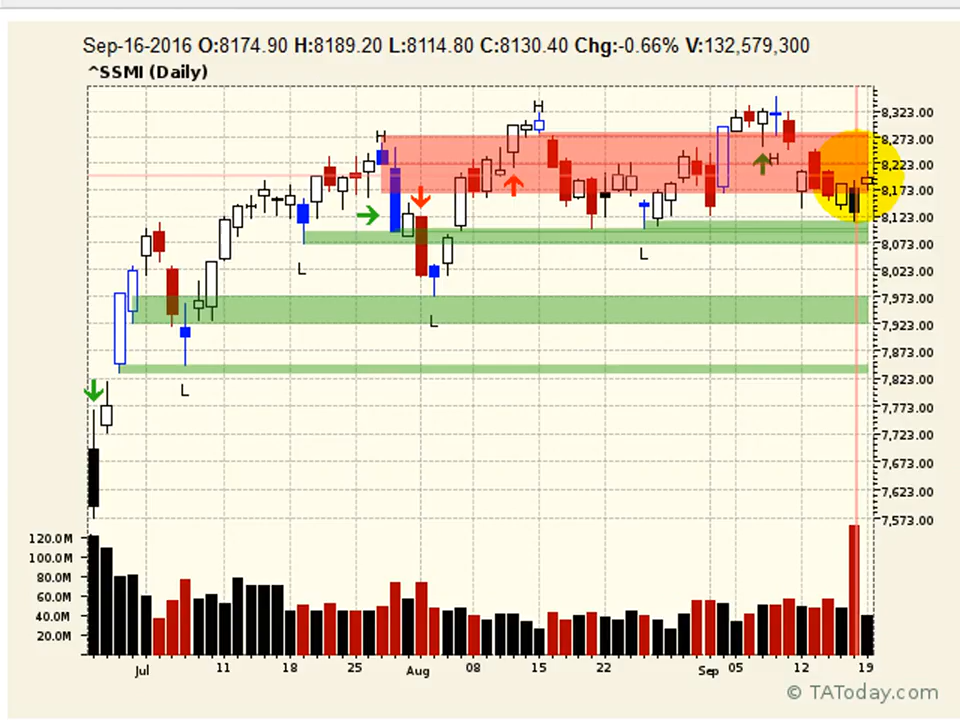 Sep-16-2016 O:8174.90 H:8189.20 L:8114.80 C:8130.40 Chg:-0.66% V:132,579,300
^SSMI (Daily)
H
H
H
L
L
L
L
8,323.00
8,273.00
8,223.00
8,173.00
8,123.00
8,073.00
8,023.00
7,973.00
7,923.00
7,873.00
7,823.00
7,773.00
7,723.00
7,673.00
7,623.00
7,573.00
120.0M
100.0M
80.0M
60.0M
40.0M
20.0M
Jul 11 18 25 Aug 08 15 22 Sep 05 12 19
© TAToday.com